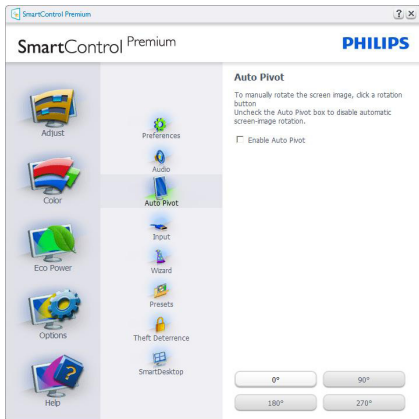 SmartControl Premium
SmartControl Premium
PHILIPS
Adjust
Color
Eco Power
Options
Help
Preferences
Audio
Auto Pivot
Input
Wizard
Presets
Theft Deterrence
SmartDesktop
Auto Pivot
To manually rotate the screen image, click a rotation
button
Uncheck the Auto Pivot box to disable automatic
screen-image rotation.
Enable Auto Pivot
0°
90°
180°
270°